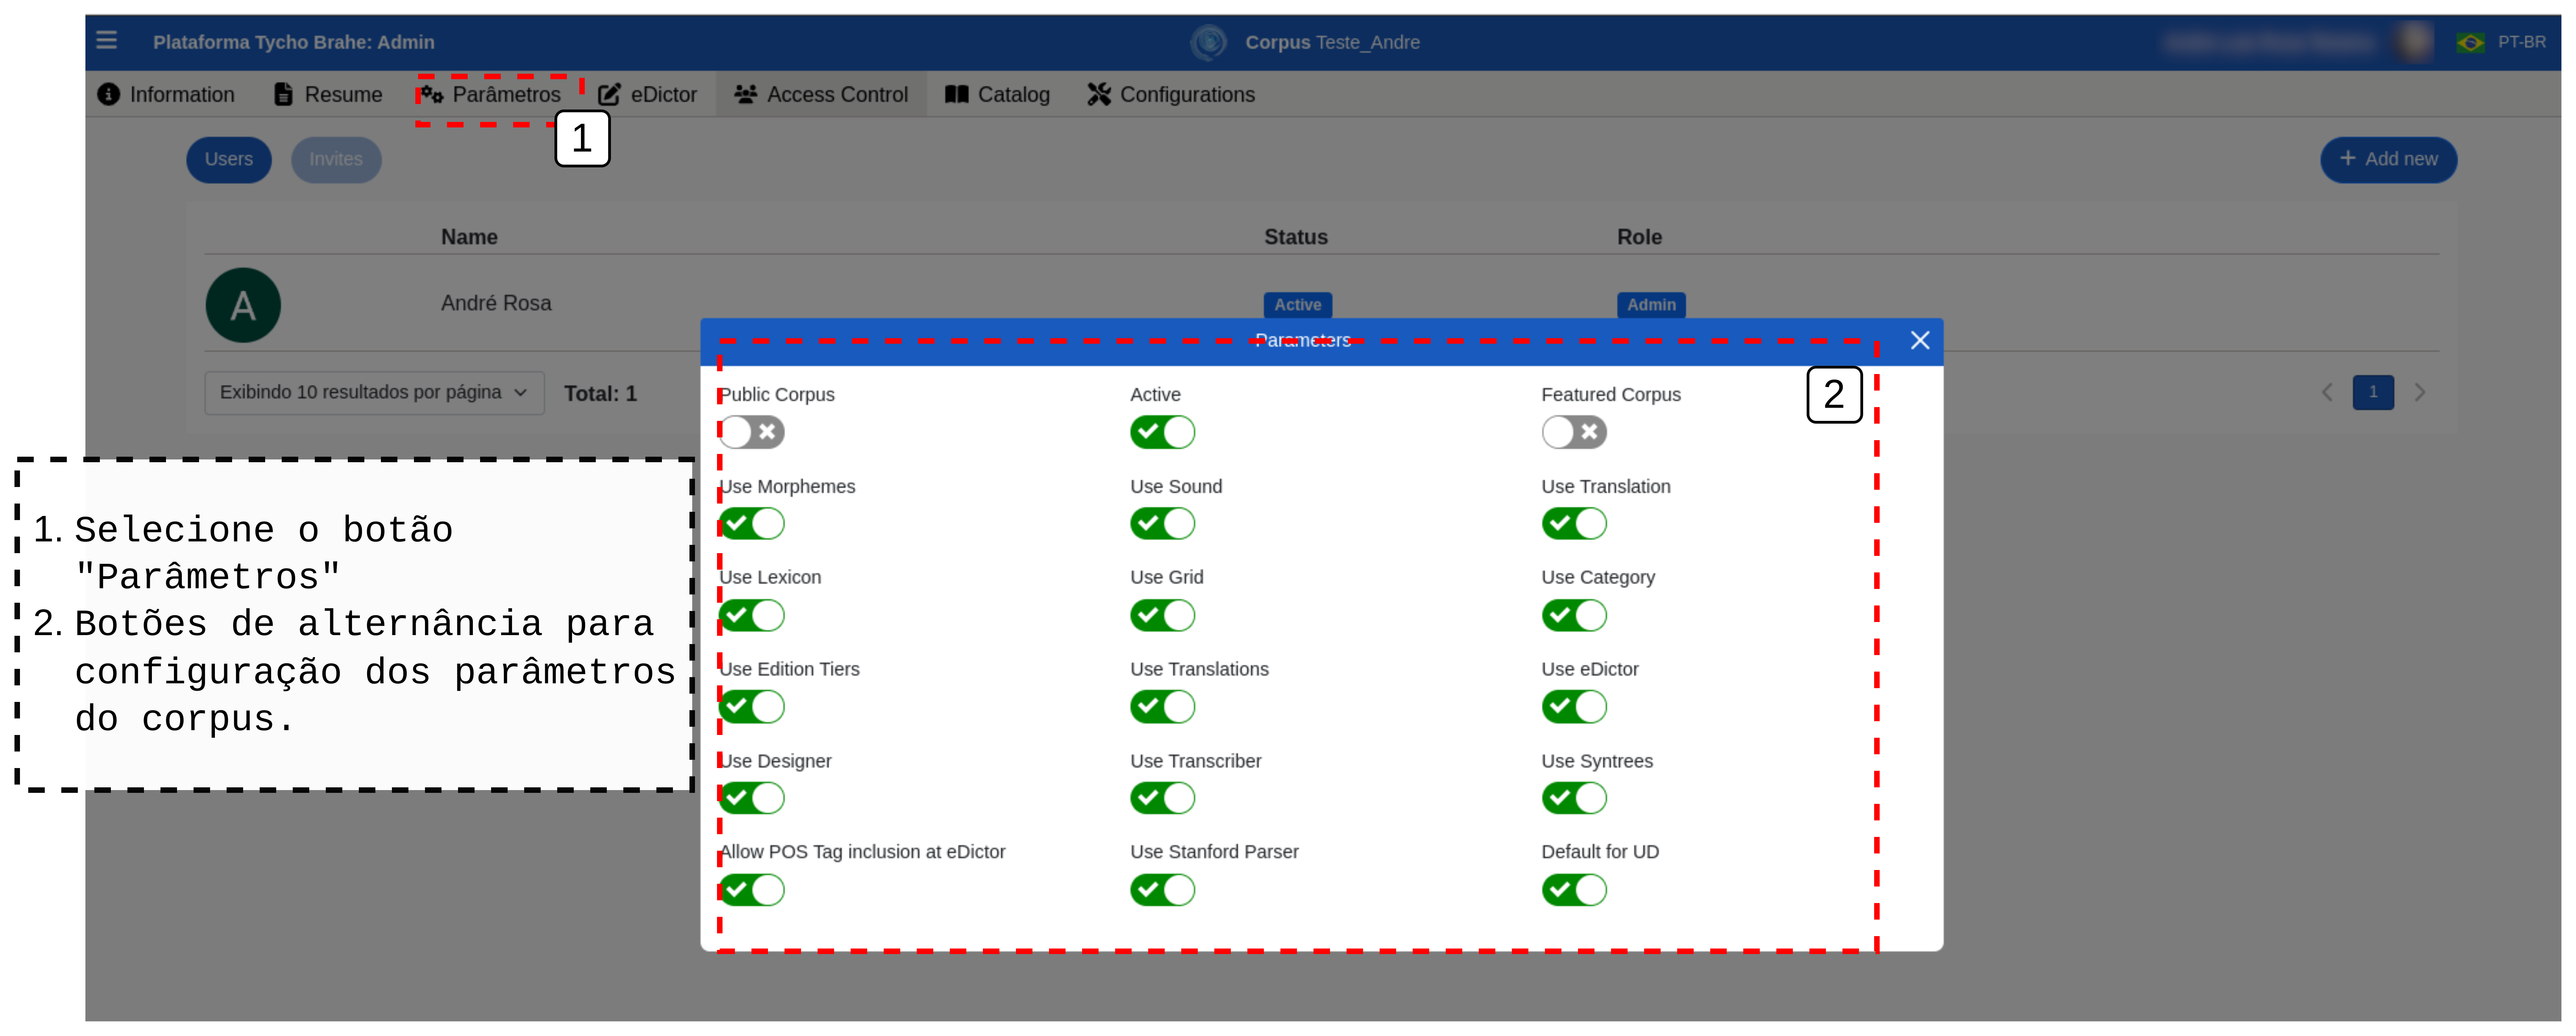 Plataforma Tycho Brahe: Admin
Corpus Teste_Andre
PT-BR
Information
Resume
Parâmetros
eDictor
Access Control
Catalog
Configurations
1
Users
Invites
+ Add new
Name
Status
Role
A
André Rosa
Active
Admin
Parameters
Exibindo 10 resultados por página
Total: 1
1
2
Public Corpus
Active
Featured Corpus
Use Morphemes
Use Sound
Use Translation
Use Lexicon
Use Grid
Use Category
Use Edition Tiers
Use Translations
Use eDictor
Use Designer
Use Transcriber
Use Syntrees
Allow POS Tag inclusion at eDictor
Use Stanford Parser
Default for UD
1. Selecione o botão
"Parâmetros"
2. Botões de alternância para
configuração dos parâmetros
do corpus.